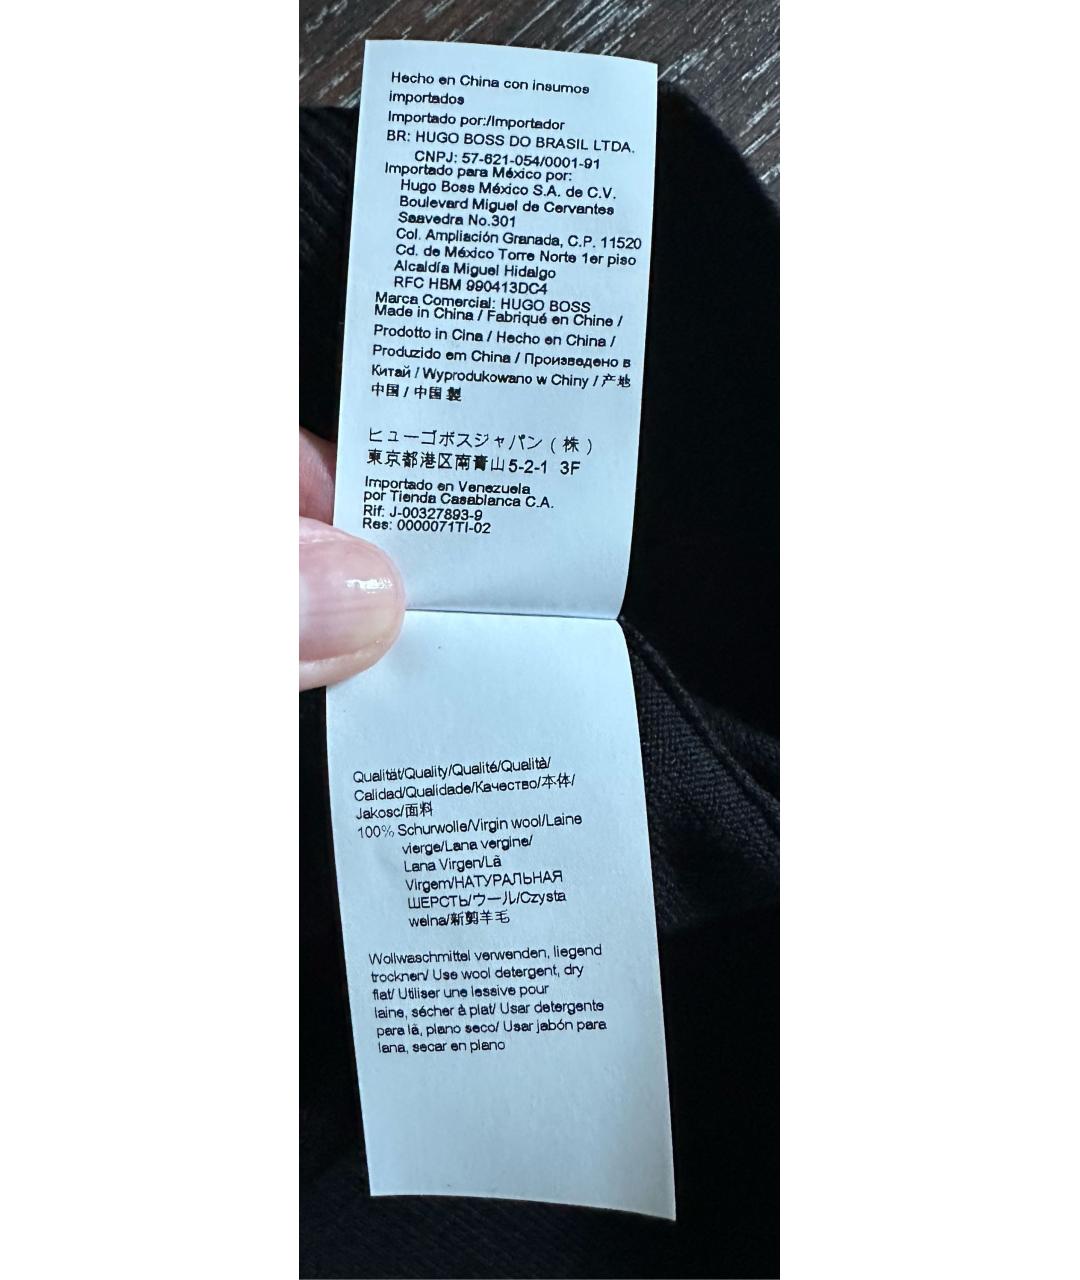 Hecho en China con insumos
importados
Importado por:/Importador
BR: HUGO BOSS DO BRASIL LTDA.
CNPJ: 57-621-054/0001-91
Importado para México por:
Hugo Boss México S.A. de C.V.
Boulevard Miguel de Cervantes
Saavedra No.301
Col. Ampliación Granada, C.P. 11520
Cd. de México Torre Norte 1er piso
Alcaldía Miguel Hidalgo
RFC HBM 990413DC4
Marca Comercial: HUGO BOSS
Made in China / Fabriqué en Chine /
Prodotto in Cina / Hecho en China /
Produzido em China / Произведено в
Китай / Wyprodukowano w Chiny / 产地
中国 / 中国 製
ヒューゴボスジャパン ( 株 )
東京都港区南青山5-2-1 3F
Importado en Venezuela
por Tienda Casablanca C.A.
Rif: J-00327893-9
Res: 0000071TI-02
Qualität/Quality/Qualité/Qualità/
Calidad/Qualidade/Качество/本体/
Jakosc/面料
100% Schurwolle/Virgin wool/Laine
vierge/Lana vergine/
Lana Virgen/Lã
Virgem/НАТУРАЛЬНАЯ
ШЕРСТЬ/ウール/Czysta
welna/新剪羊毛
Wollwaschmittel verwenden, liegend
trocknen/ Use wool detergent, dry
flat/ Utiliser une lessive pour
laine, sécher à plat/ Usar detergente
para lã, plano seco/ Usar jabón para
lana, secar en plano